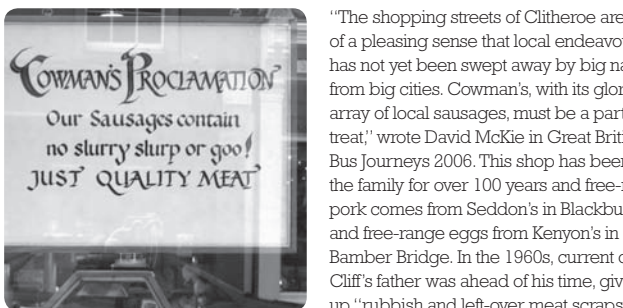 COWMAN'S PROCLAMATION
Our Sausages contain
no slurry slurp or goo!
JUST QUALITY MEAT
"The shopping streets of Clitheroe are
of a pleasing sense that local endeavou
has not yet been swept away by big na
from big cities. Cowman's, with its glor
array of local sausages, must be a part
treat," wrote David McKie in Great Briti
Bus Journeys 2006. This shop has been
the family for over 100 years and free-r
pork comes from Seddon's in Blackbu
and free-range eggs from Kenyon's in
Bamber Bridge. In the 1960s, current o
Cliff's father was ahead of his time, giv
up "rubbish and left-over meat scraps